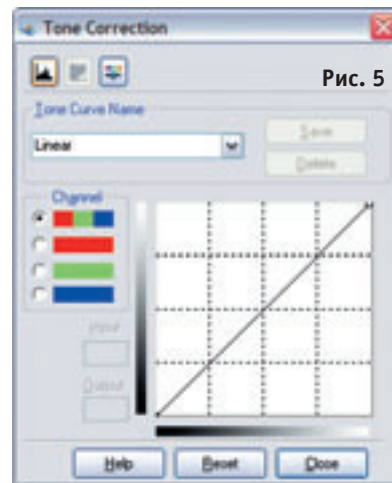 Tone Correction
Рис. 5
Tone Curve Name
Linear
Save
Delete
Channel
Input
Output
Help
Reset
Close